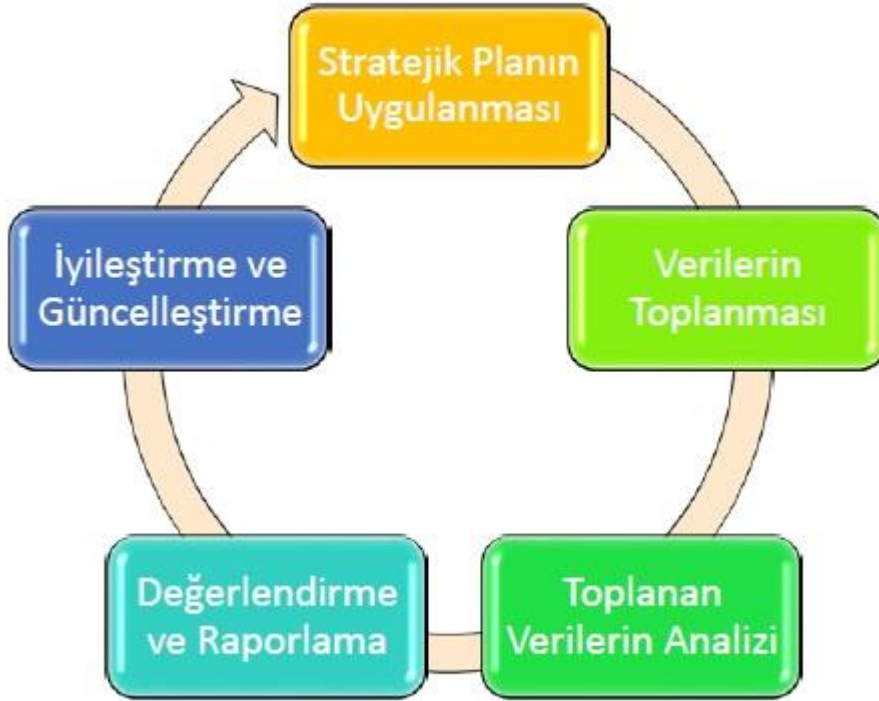 Stratejik Planın
Uygulanması
Verilerin
Toplanması
Toplanan
Verilerin Analizi
Değerlendirme
ve Raporlama
İyileştirme ve
Güncelleştirme